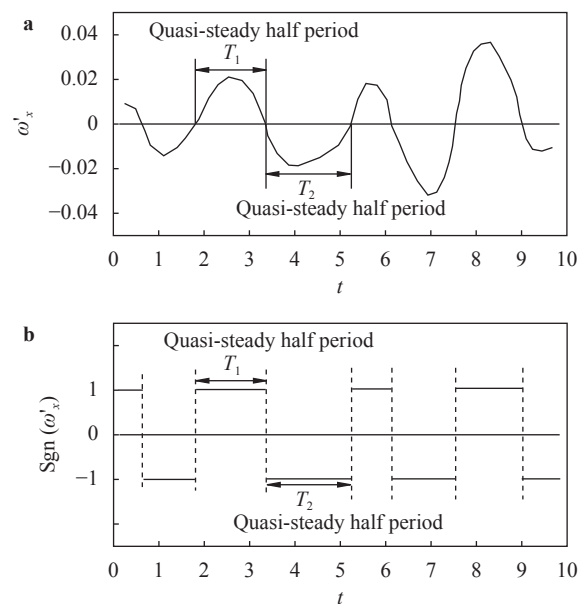 a
Quasi-steady half period
T₁
0.04
0.02
0
−0.02
−0.04
ω'ₓ
T₂
Quasi-steady half period
0 1 2 3 4 5 6 7 8 9 10
t
b
Quasi-steady half period
T₁
1
0
−1
Sgn (ω'ₓ)
T₂
Quasi-steady half period
0 1 2 3 4 5 6 7 8 9 10
t